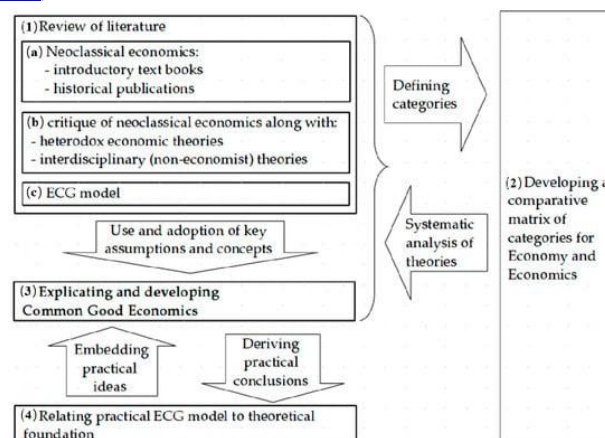 (1) Review of literature
(a) Neoclassical economics:
- introductory text books
- historical publications
(b) critique of neoclassical economics along with:
- heterodox economic theories
- interdisciplinary (non-economist) theories
(c) ECG model
Use and adoption of key
assumptions and concepts
(3) Explicating and developing
Common Good Economics
Embedding
practical
ideas
Deriving
practical
conclusions
(4) Relating practical ECG model to theoretical
foundation
Defining
categories
Systematic
analysis of
theories
(2) Developing a
comparative
matrix of
categories for
Economy and
Economics